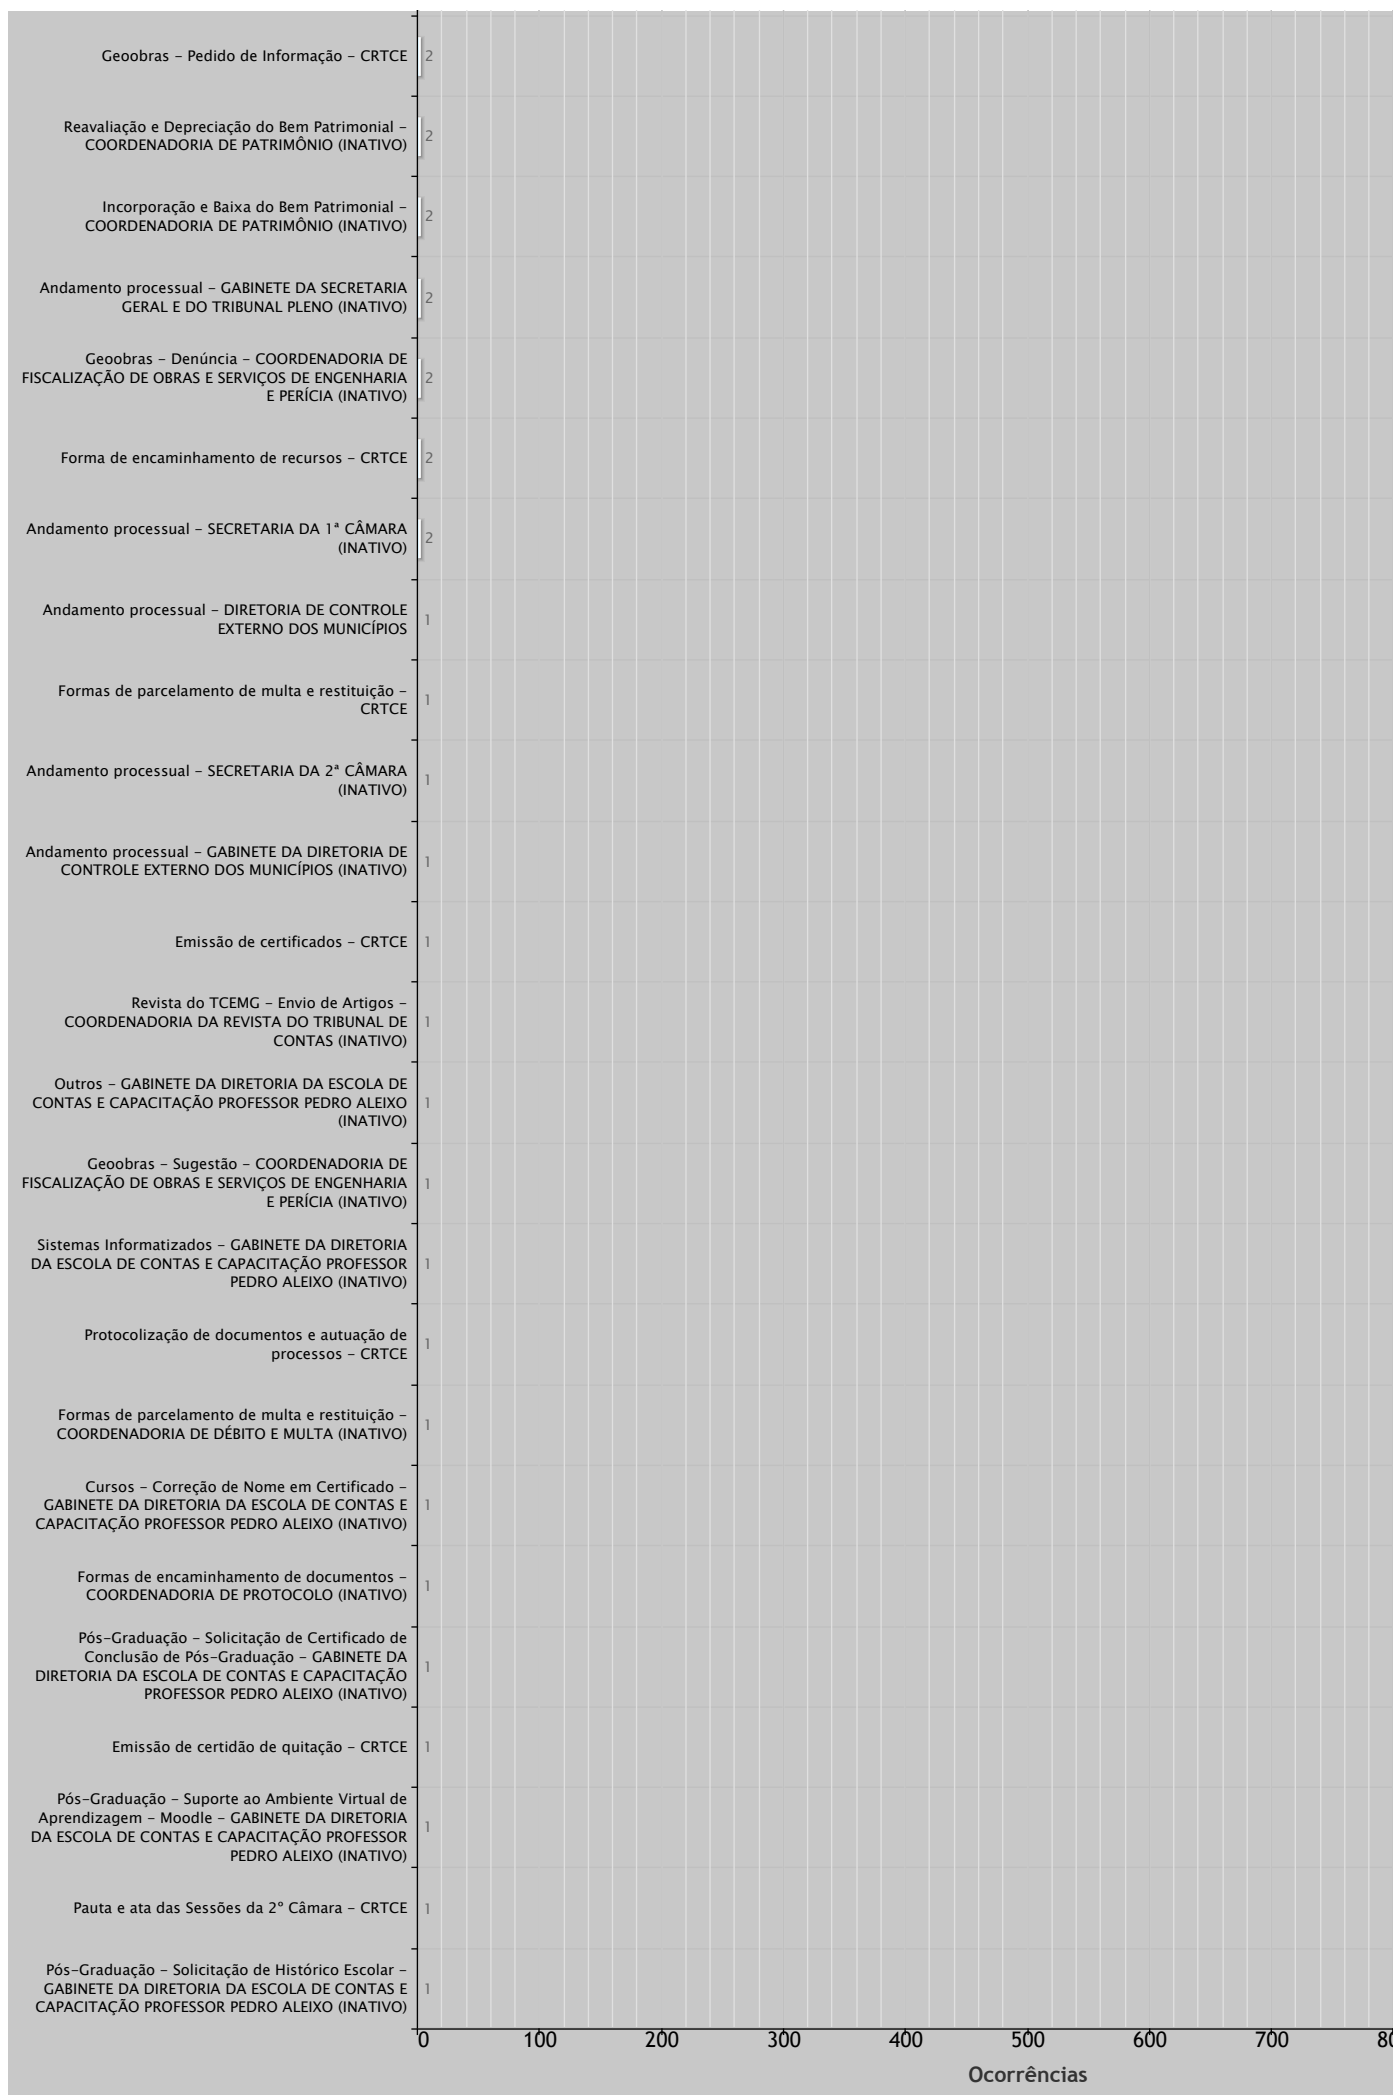 Geoobras - Pedido de Informação - CRTCE 2
Reavaliação e Depreciação do Bem Patrimonial -
COORDENADORIA DE PATRIMÔNIO (INATIVO) 2
Incorporação e Baixa do Bem Patrimonial -
COORDENADORIA DE PATRIMÔNIO (INATIVO) 2
Andamento processual - GABINETE DA SECRETARIA
GERAL E DO TRIBUNAL PLENO (INATIVO) 2
Geoobras - Denúncia - COORDENADORIA DE
FISCALIZAÇÃO DE OBRAS E SERVIÇOS DE ENGENHARIA 2
E PERÍCIA (INATIVO)
Forma de encaminhamento de recursos - CRTCE 2
Andamento processual - SECRETARIA DA 1ª CÂMARA
(INATIVO) 2
Andamento processual - DIRETORIA DE CONTROLE
EXTERNO DOS MUNICÍPIOS 1
Formas de parcelamento de multa e restituição -
CRTCE 1
Andamento processual - SECRETARIA DA 2ª CÂMARA
(INATIVO) 1
Andamento processual - GABINETE DA DIRETORIA DE
CONTROLE EXTERNO DOS MUNICÍPIOS (INATIVO) 1
Emissão de certificados - CRTCE 1
Revista do TCEMG - Envio de Artigos -
COORDENADORIA DA REVISTA DO TRIBUNAL DE 1
CONTAS (INATIVO)
Outros - GABINETE DA DIRETORIA DA ESCOLA DE
CONTAS E CAPACITAÇÃO PROFESSOR PEDRO ALEIXO 1
(INATIVO)
Geoobras - Sugestão - COORDENADORIA DE
FISCALIZAÇÃO DE OBRAS E SERVIÇOS DE ENGENHARIA 1
E PERÍCIA (INATIVO)
Sistemas Informatizados - GABINETE DA DIRETORIA
DA ESCOLA DE CONTAS E CAPACITAÇÃO PROFESSOR 1
PEDRO ALEIXO (INATIVO)
Protocolização de documentos e autuação de
processos - CRTCE 1
Formas de parcelamento de multa e restituição -
COORDENADORIA DE DÉBITO E MULTA (INATIVO) 1
Cursos - Correção de Nome em Certificado -
GABINETE DA DIRETORIA DA ESCOLA DE CONTAS E 1
CAPACITAÇÃO PROFESSOR PEDRO ALEIXO (INATIVO)
Formas de encaminhamento de documentos -
COORDENADORIA DE PROTOCOLO (INATIVO) 1
Pós-Graduação - Solicitação de Certificado de
Conclusão de Pós-Graduação - GABINETE DA
DIRETORIA DA ESCOLA DE CONTAS E CAPACITAÇÃO 1
PROFESSOR PEDRO ALEIXO (INATIVO)
Emissão de certidão de quitação - CRTCE 1
Pós-Graduação - Suporte ao Ambiente Virtual de
Aprendizagem - Moodle - GABINETE DA DIRETORIA
DA ESCOLA DE CONTAS E CAPACITAÇÃO PROFESSOR 1
PEDRO ALEIXO (INATIVO)
Pauta e ata das Sessões da 2º Câmara - CRTCE 1
Pós-Graduação - Solicitação de Histórico Escolar -
GABINETE DA DIRETORIA DA ESCOLA DE CONTAS E 1
CAPACITAÇÃO PROFESSOR PEDRO ALEIXO (INATIVO)
0 100 200 300 400 500 600 700
Ocorrências